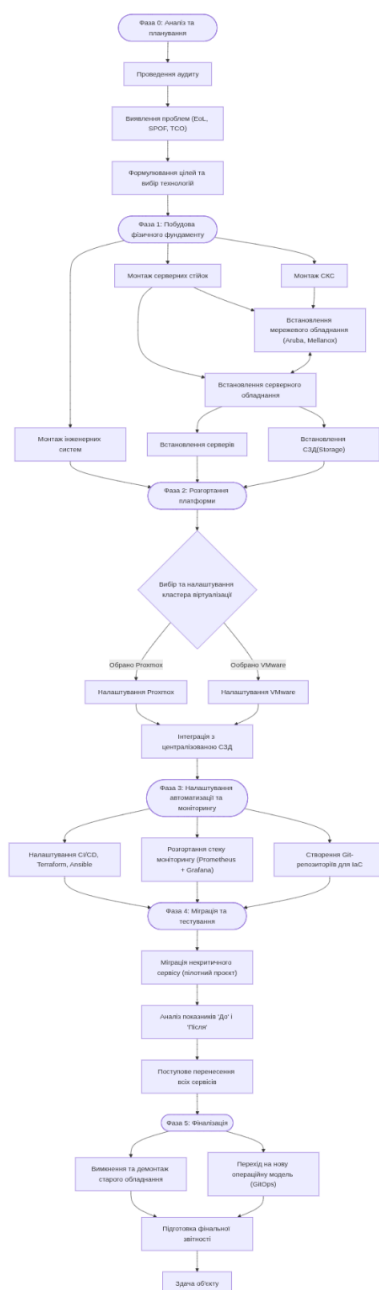 Фаза 0: Аналіз та
планування
Проведення аудиту
Виявлення проблем (EoL,
SPOF, TCO)
Формулювання цілей та
вибір технологій
Фаза 1: Побудова
фізичного фундаменту
Монтаж серверних стійок
Монтаж СКС
Встановлення
мережевого обладнання
(Aruba, Mellanox)
Встановлення серверного
обладнання
Монтаж інженерних
систем
Встановлення серверів
Встановлення
СЗД(Storage)
Фаза 2: Розгортання
платформи
Вибір та налаштування
кластера віртуалізації
Обрано Proxmox
Ообрано VMware
Налаштування Proxmox
Налаштування VMware
Інтеграція з
централізованою СЗД
Фаза 3: Налаштування
автоматизації та
моніторингу
Налаштування CI/CD,
Terraform, Ansible
Розгортання стеку
моніторингу (Prometheus
+ Grafana)
Створення Git-
репозиторіїв для IaC
Фаза 4: Міграція та
тестування
Міграція некритичного
сервісу (пілотний проєкт)
Аналіз показників 'До' і
'Після'
Поступове перенесення
всіх сервісів
Фаза 5: Фіналізація
Вимкнення та демонтаж
старого обладнання
Перехід на нову
операційну модель
(GitOps)
Підготовка фінальної
звітності
Здача об'єкту